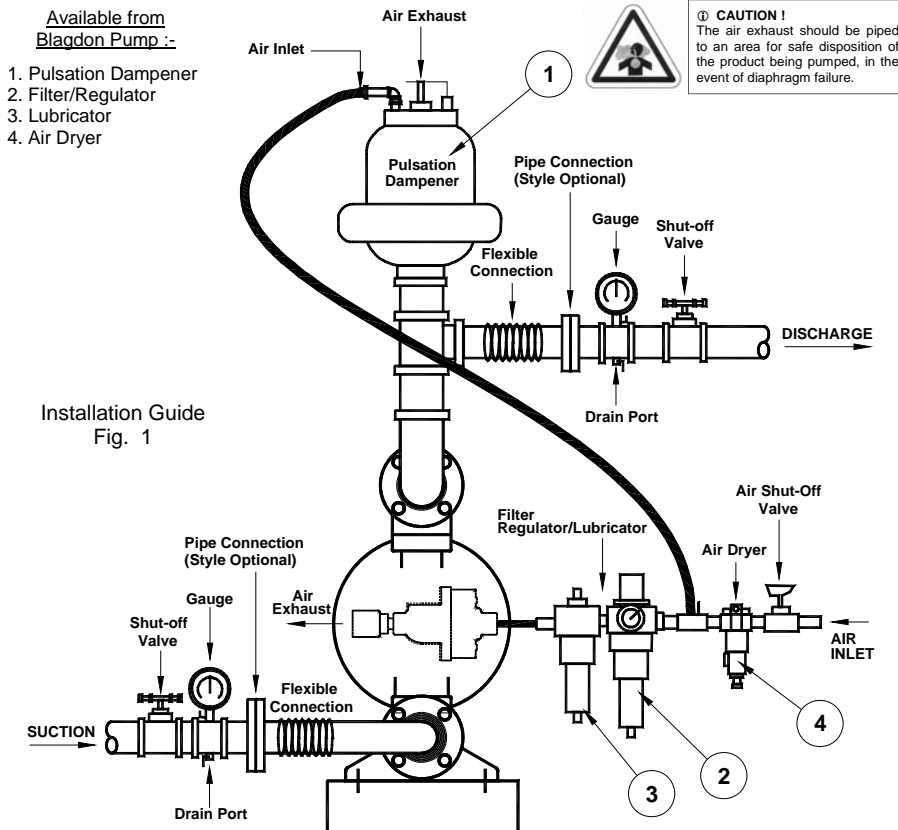 Available from
Blagdon Pump :-
1. Pulsation Dampener
2. Filter/Regulator
3. Lubricator
4. Air Dryer
Air Exhaust
Air Inlet
1
CAUTION !
The air exhaust should be piped
to an area for safe disposition of
the product being pumped, in the
event of diaphragm failure.
Pulsation
Dampener
Pipe Connection
(Style Optional)
Gauge
Shut-off
Valve
Flexible
Connection
DISCHARGE
Drain Port
Installation Guide
Fig. 1
Filter
Regulator/Lubricator
Air Shut-Off
Valve
Air Dryer
AIR
INLET
Pipe Connection
(Style Optional)
Air
Exhaust
Gauge
Shut-off
Valve
Flexible
Connection
SUCTION
Drain Port
3
2
4